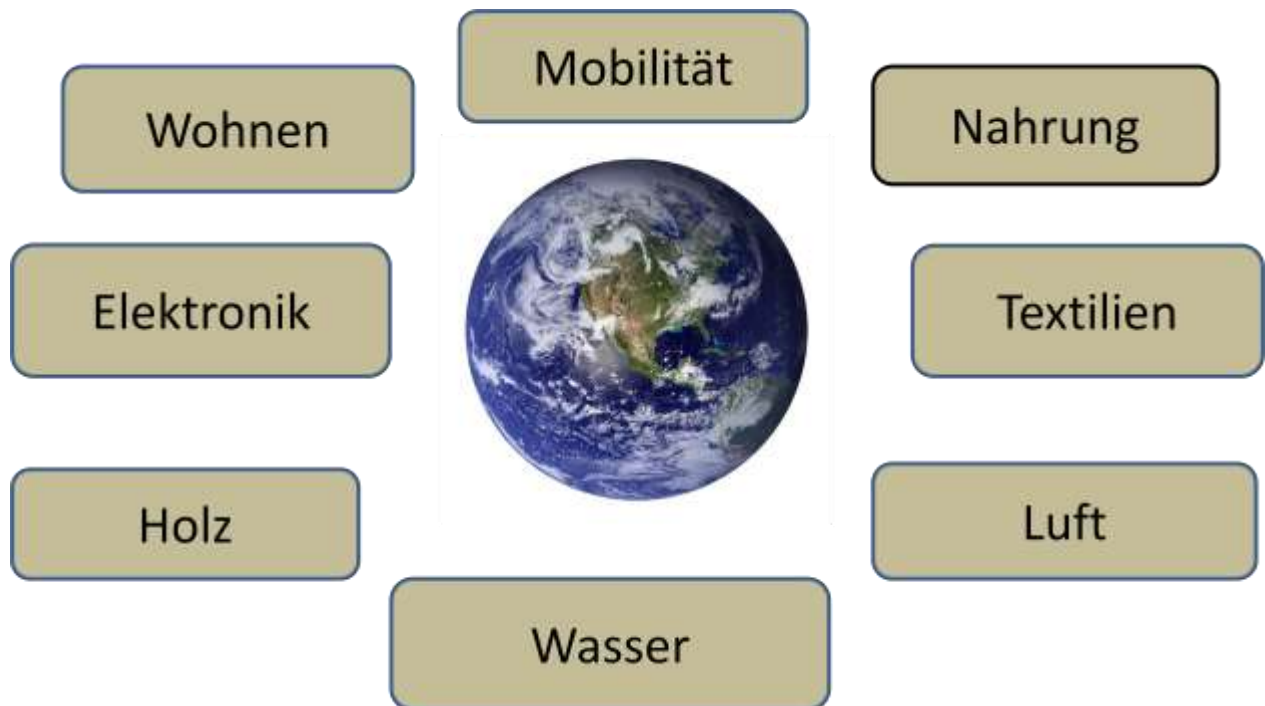 Mobilität
Wohnen
Nahrung
Elektronik
Textilien
Holz
Luft
Wasser